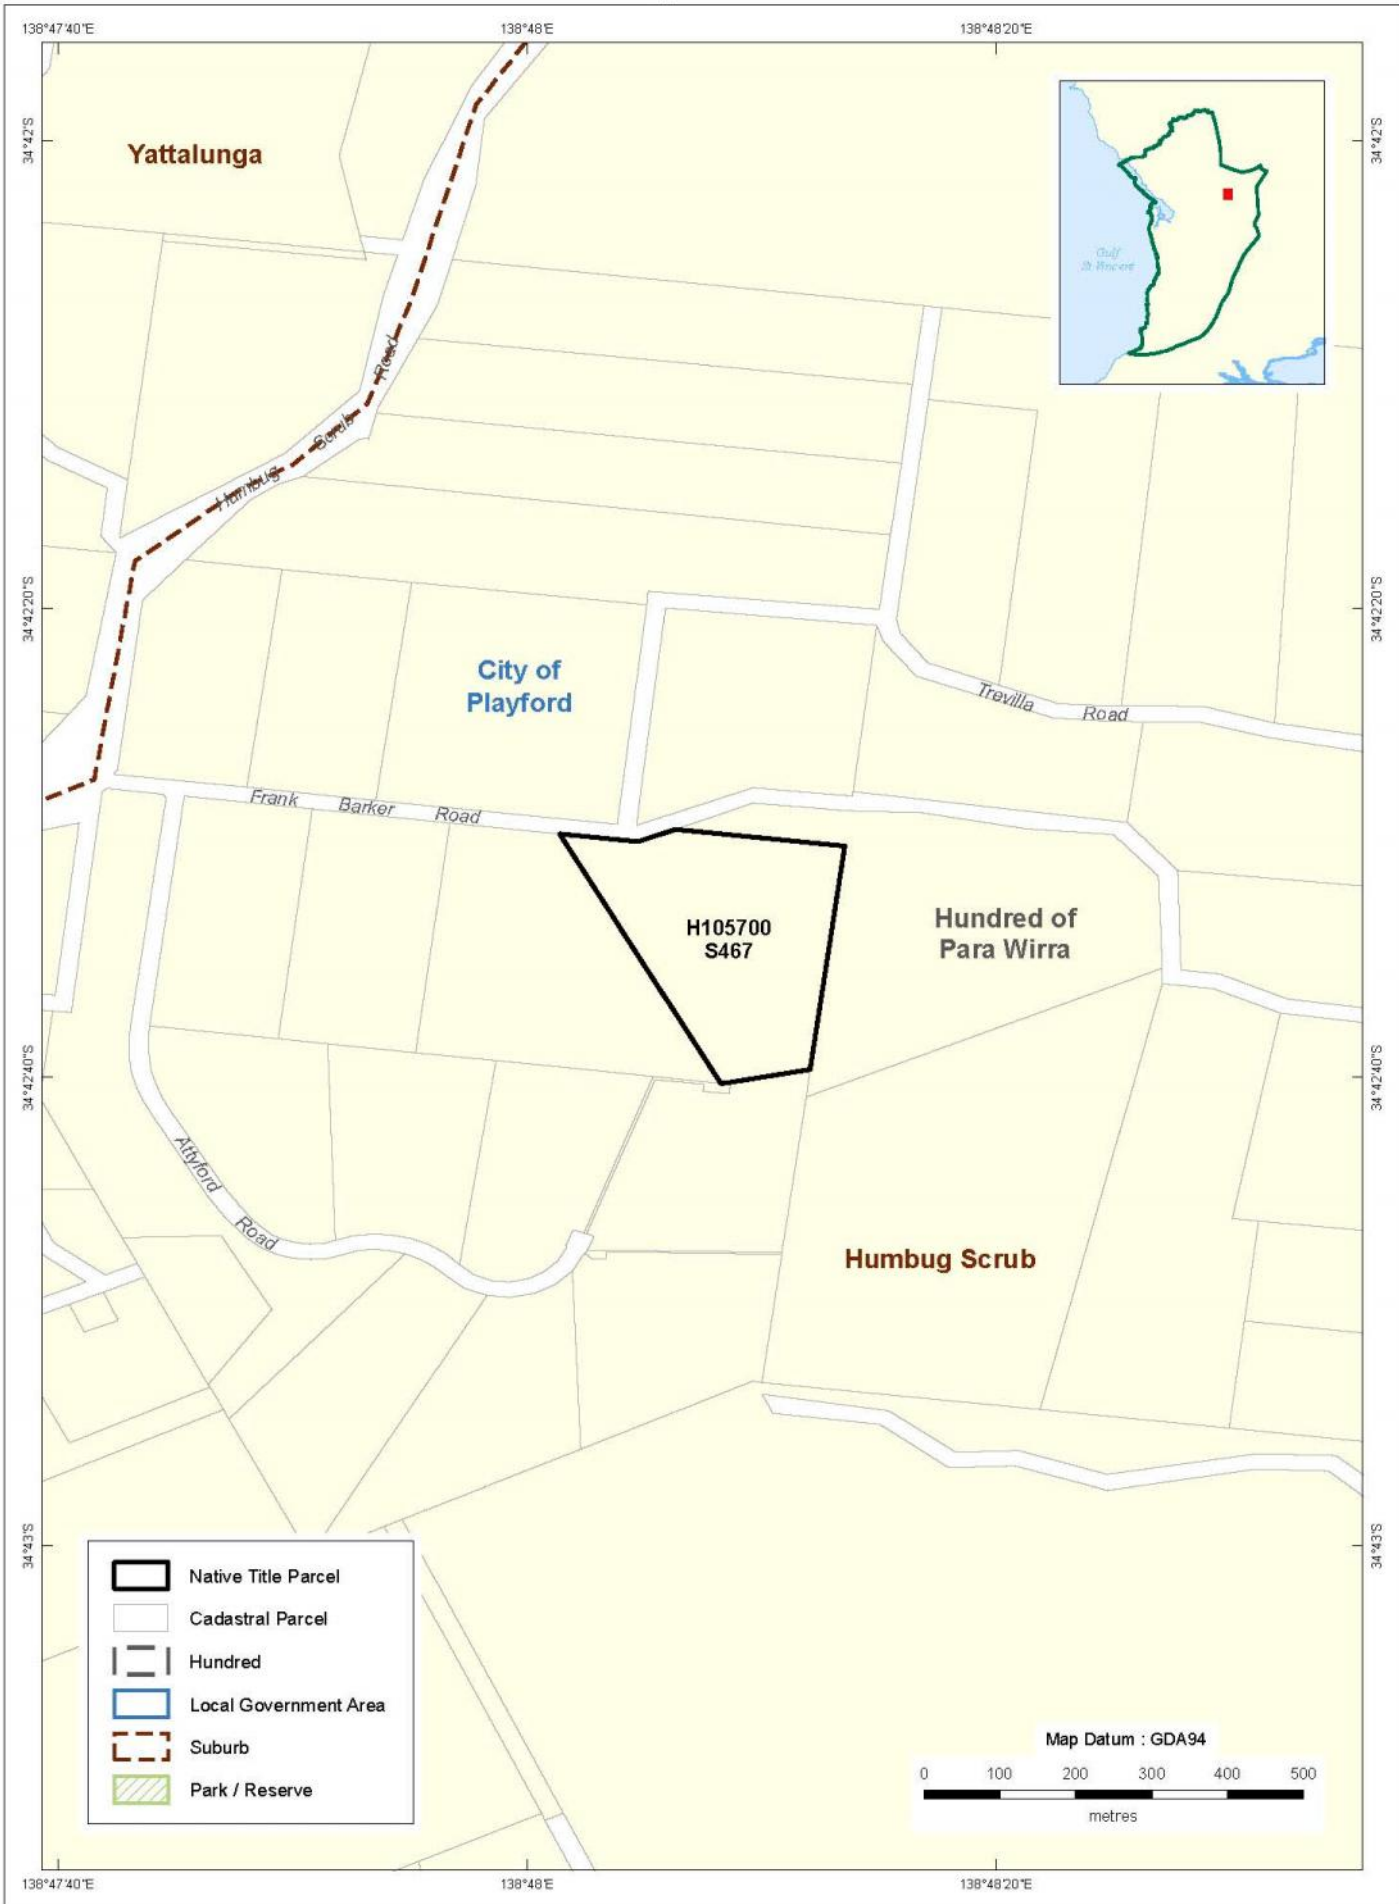 138°47'40"E
138°48'E
138°48'20"E
34°42'S
34°42'S
Yattalunga
Gulf
St Vincent
Humbug Scrub Road
34°42'20"S
34°42'20"S
City of
Playford
Trevilla Road
Frank Barker Road
H105700
S467
Hundred of
Para Wirra
34°42'40"S
34°42'40"S
Attyford Road
Humbug Scrub
34°43'S
34°43'S
Native Title Parcel
Cadastral Parcel
Hundred
Local Government Area
Suburb
Park / Reserve
Map Datum : GDA94
0 100 200 300 400 500
metres
138°47'40"E
138°48'E
138°48'20"E